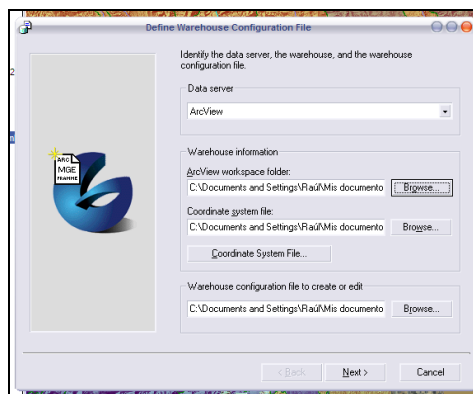 Define Warehouse Configuration File
Identify the data server, the warehouse, and the warehouse
configuration file.
Data server
ArcView
Warehouse information
ArcView workspace folder:
C:\Documents and Settings\Raúl\Mis documento
Browse...
Coordinate system file:
C:\Documents and Settings\Raúl\Mis documento
Browse...
Coordinate System File...
Warehouse configuration file to create or edit
C:\Documents and Settings\Raúl\Mis documento
Browse...
ARC
MGE
FRAMME
< Back
Next >
Cancel
2